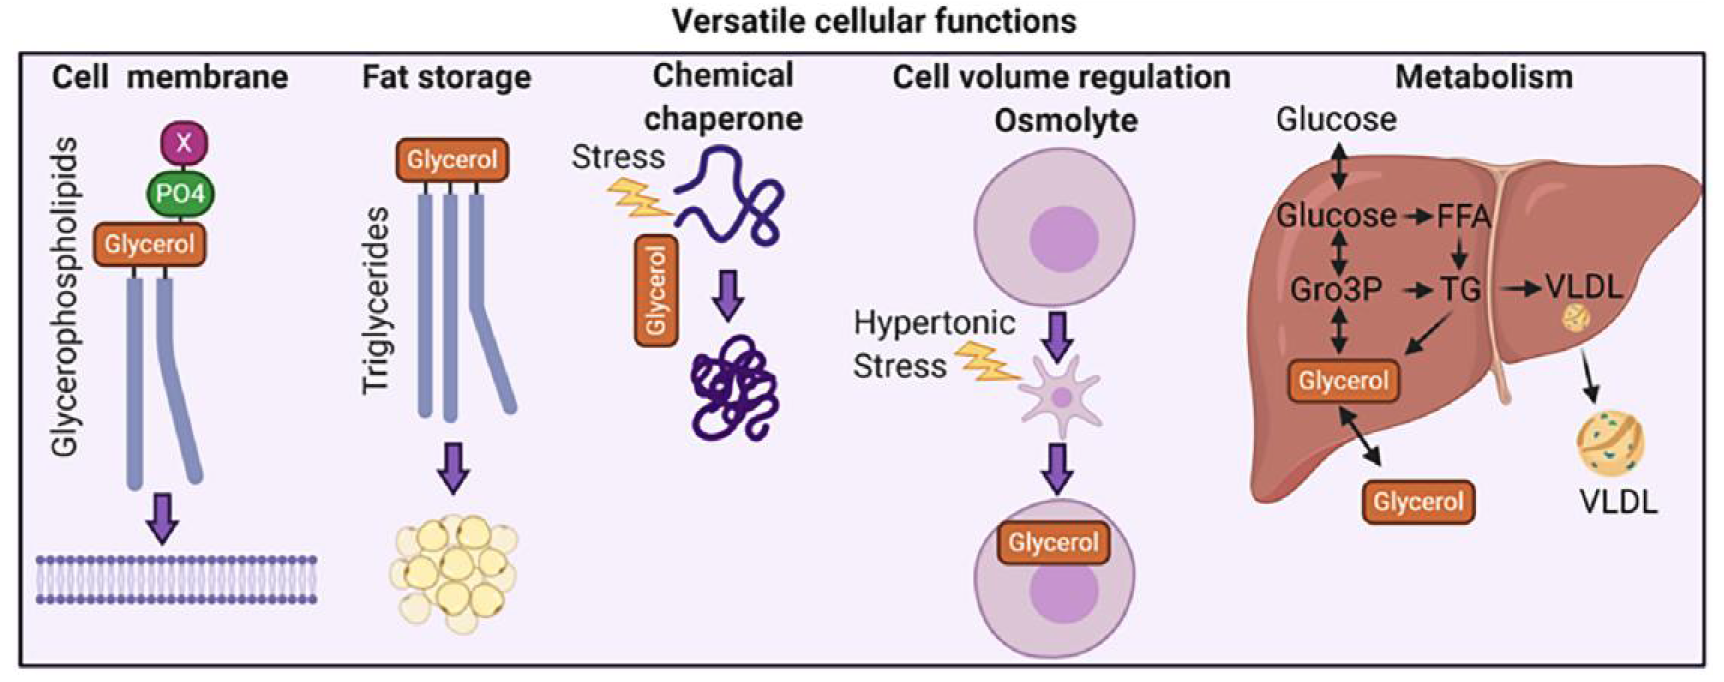 Versatile cellular functions
Cell membrane
Glycerophospholipids
X
PO4
Glycerol
Fat storage
Triglycerides
Glycerol
Chemical
chaperone
Stress
Glycerol
Cell volume regulation
Osmolyte
Hypertonic
Stress
Glycerol
Metabolism
Glucose
Glucose FFA
Gro3P TG VLDL
Glycerol
Glycerol
VLDL